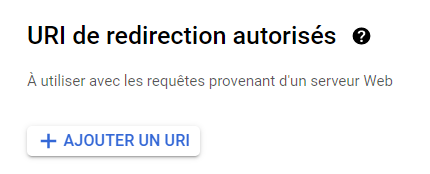 URI de redirection autorisés
À utiliser avec les requêtes provenant d'un serveur Web
AJOUTER UN URI